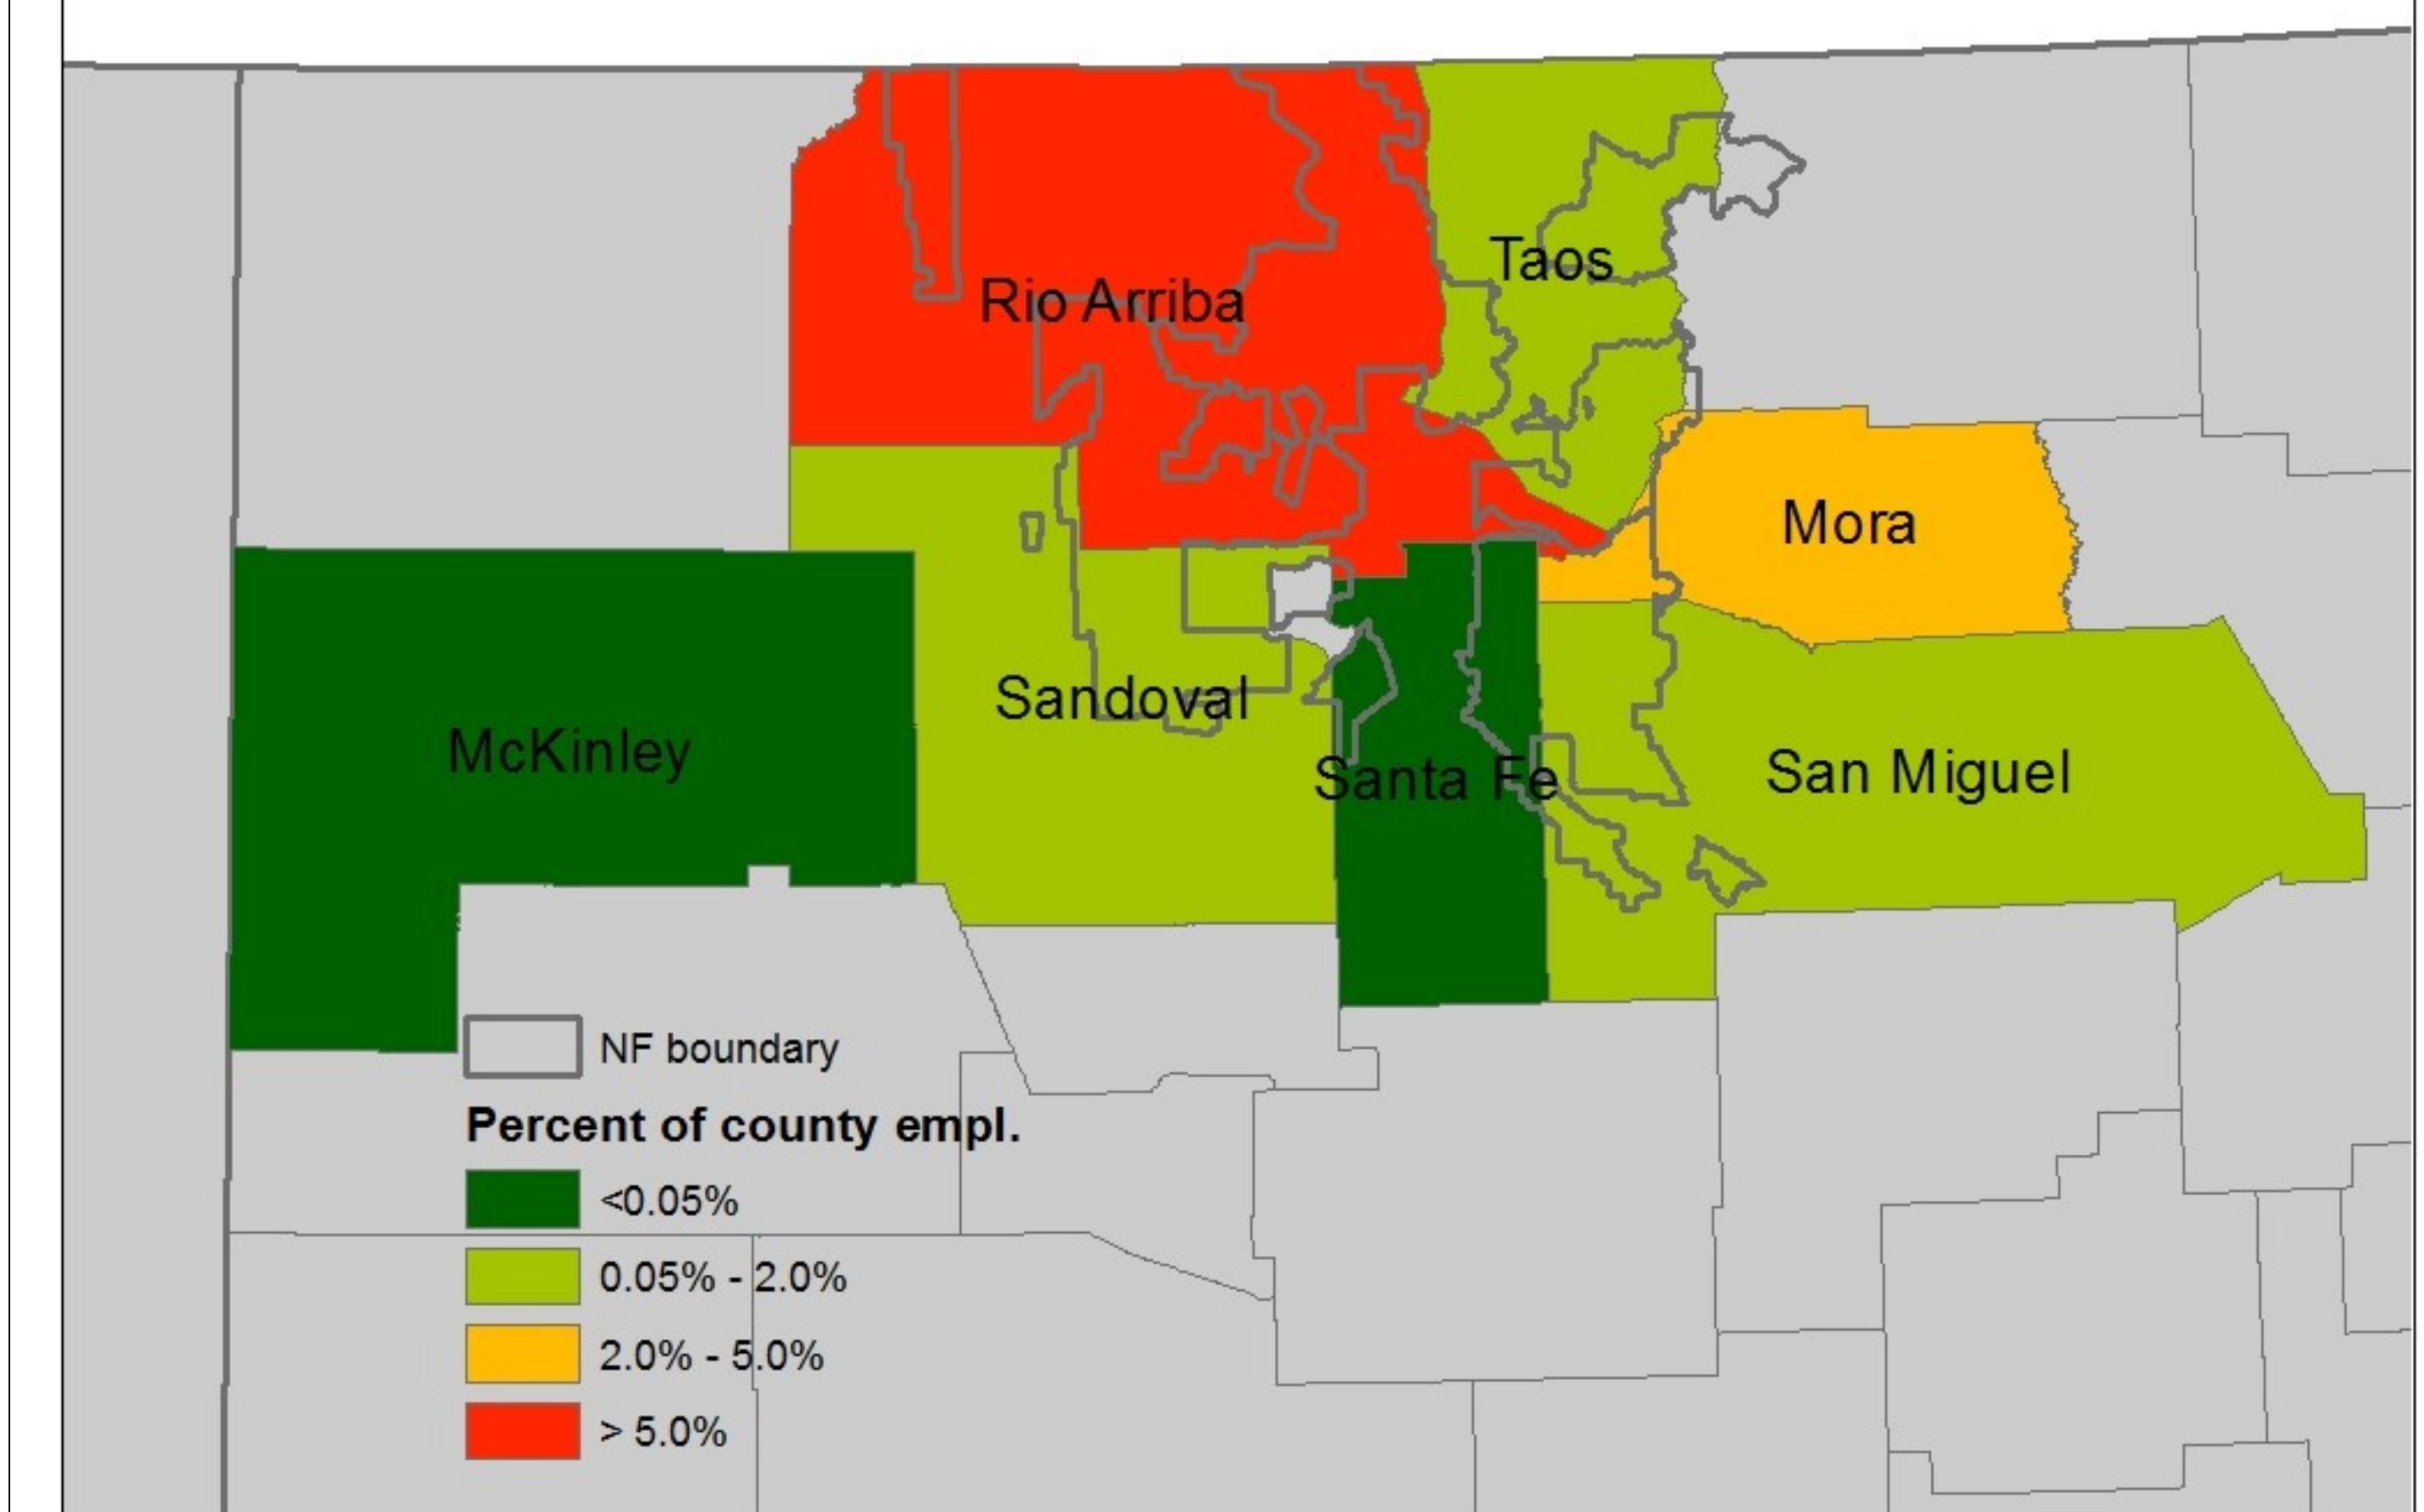 Taos
Rio Arriba
Mora
Sandoval
McKinley
Santa Fe
San Miguel
NF boundary
Percent of county empl.
<0.05%
0.05% - 2.0%
2.0% - 5.0%
> 5.0%